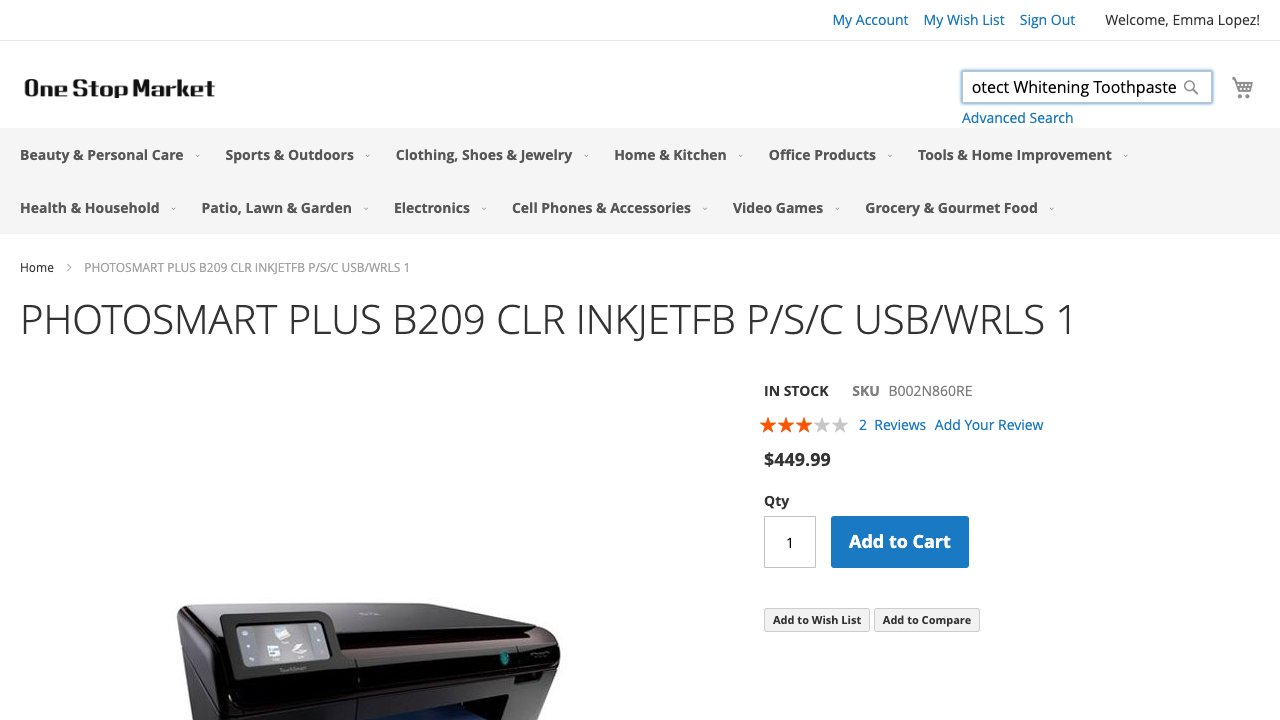 My Account My Wish List Sign Out Welcome, Emma Lopez!
One Stop Market
otect Whitening Toothpaste
Advanced Search
Beauty & Personal Care Sports & Outdoors Clothing, Shoes & Jewelry Home & Kitchen Office Products Tools & Home Improvement
Health & Household Patio, Lawn & Garden Electronics Cell Phones & Accessories Video Games Grocery & Gourmet Food
Home PHOTOSMART PLUS B209 CLR INKJETFB P/S/C USB/WRLS 1
PHOTOSMART PLUS B209 CLR INKJETFB P/S/C USB/WRLS 1
IN STOCK SKU B002N860RE
2 Reviews Add Your Review
$449.99
Qty
1 Add to Cart
Add to Wish List Add to Compare